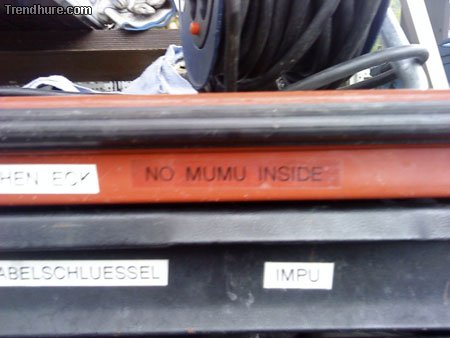 Trendhure.com
HEN ECK
NO MUMU INSIDE
ABELSCHLUESSEL
IMPU